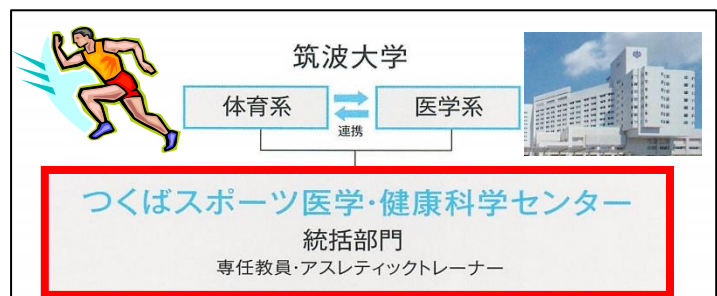 筑波大学
体育系
医学系
連携
つくばスポーツ医学・健康科学センター
統括部門
専任教員・アスレティックトレーナー